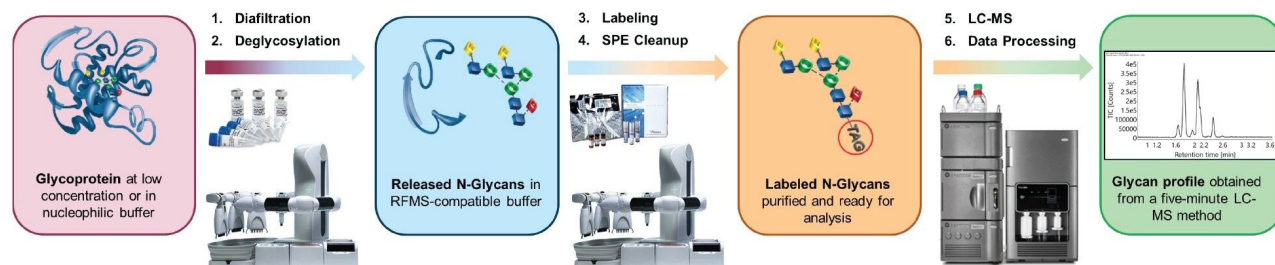 1. Diafiltration
2. Deglycosylation
3. Labeling
4. SPE Cleanup
5. LC-MS
6. Data Processing
Glycoprotein at low
concentration or in
nucleophilic buffer
Released N-Glycans in
RFMS-compatible buffer
TAG
Labeled N-Glycans
purified and ready for
analysis
TIC [Counts]
4e5
3.5e5
3e5
2.5e5
2e5
1.5e5
100000
50000
0
1 1.2 1.6 1.8 2 2.2 2.6 3 3.2 3.6
Retention time [min]
Glycan profile obtained
from a five-minute LC-
MS method